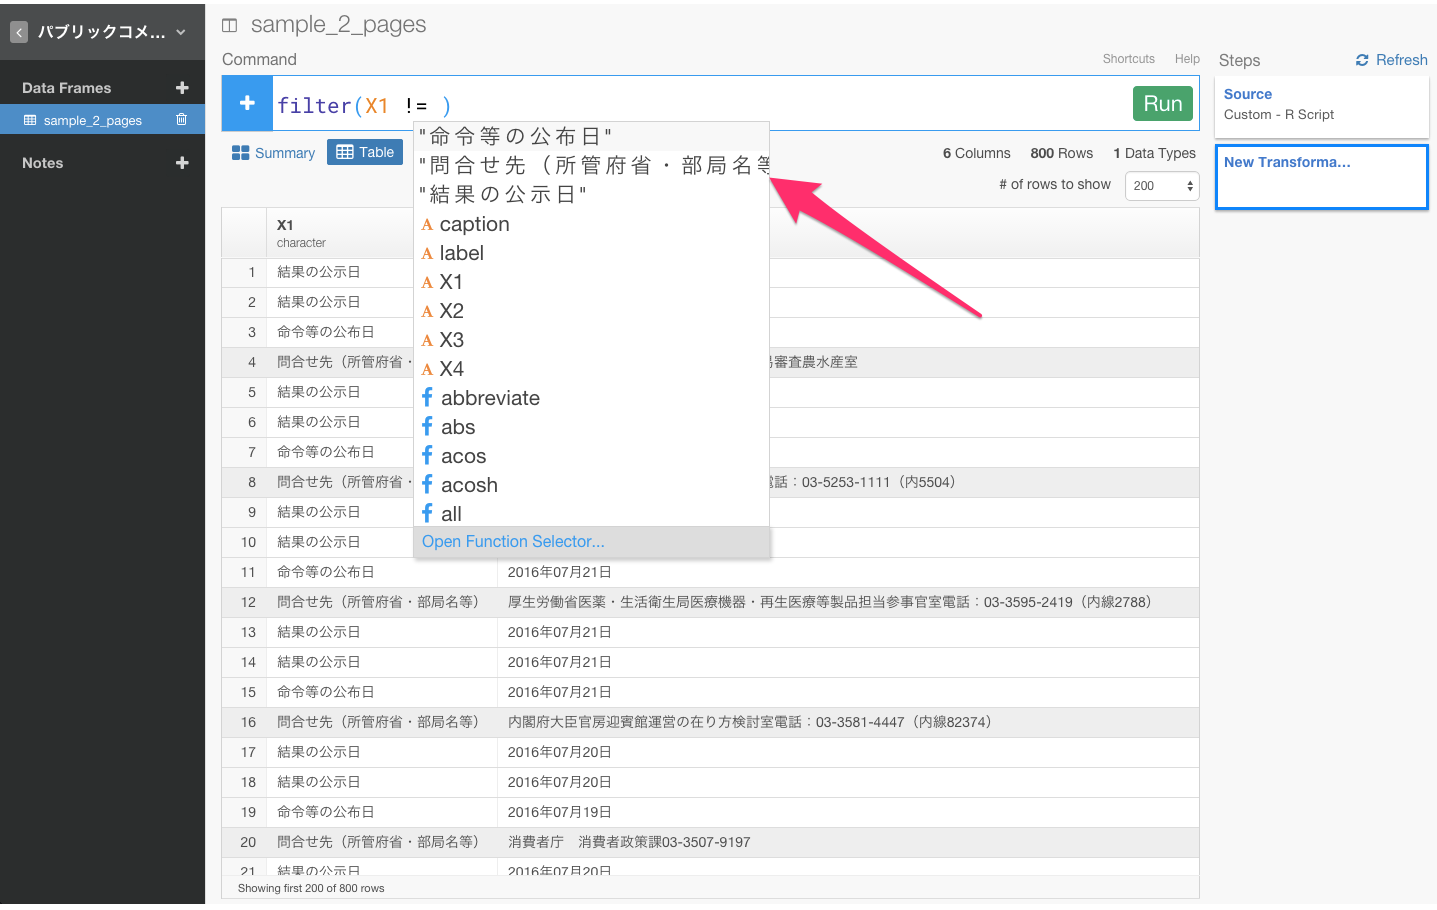 パブリックコメ...
Data Frames
sample_2_pages
Notes
sample_2_pages
Command
Shortcuts Help
filter(X1 != )
Run
Summary Table
6 Columns 800 Rows 1 Data Types
# of rows to show 200
"命令等の公布日"
"問合せ先（所管府省・部局名等
"結果の公示日"
A caption
A label
A X1
A X2
A X3
A X4
f abbreviate
f abs
f acos
f acosh
f all
Open Function Selector...
X1
character
1 結果の公示日
2 結果の公示日
3 命令等の公布日
4 問合せ先（所管府省・ 審査農水産室
5 結果の公示日
6 結果の公示日
7 命令等の公布日
8 問合せ先（所管府省・ 電話：03-5253-1111（内5504）
9 結果の公示日
10 結果の公示日
11 命令等の公布日 2016年07月21日
12 問合せ先（所管府省・部局名等） 厚生労働省医薬・生活衛生局医療機器・再生医療等製品担当参事官室電話：03-3595-2419（内線2788）
13 結果の公示日 2016年07月21日
14 結果の公示日 2016年07月21日
15 命令等の公布日 2016年07月21日
16 問合せ先（所管府省・部局名等） 内閣府大臣官房迎賓館運営の在り方検討室電話：03-3581-4447（内線82374）
17 結果の公示日 2016年07月20日
18 結果の公示日 2016年07月20日
19 命令等の公布日 2016年07月19日
20 問合せ先（所管府省・部局名等） 消費者庁　消費者政策課03-3507-9197
21 結果の公示日 2016年07月20日
Showing first 200 of 800 rows
Steps Refresh
Source
Custom - R Script
New Transforma...